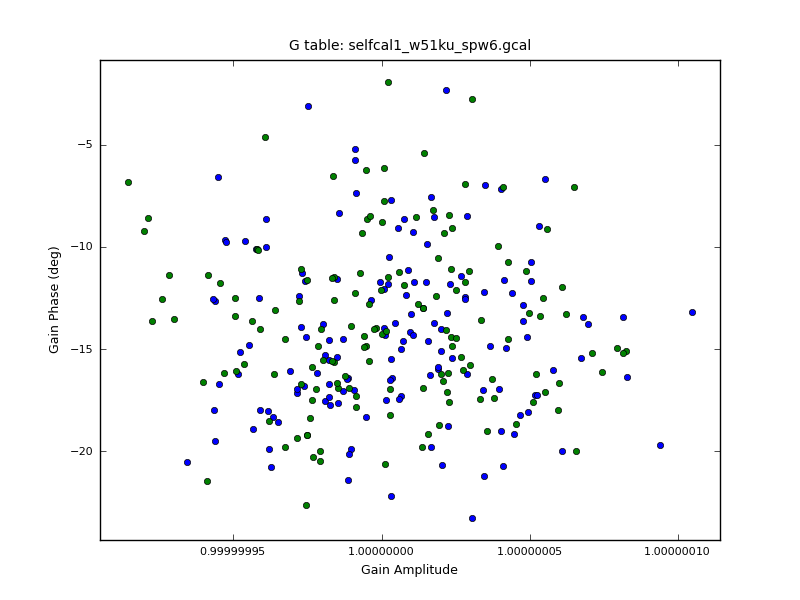 G table: selfcal1_w51ku_spw6.gcal
Gain Phase (deg)
−5
−10
−15
−20
0.99999995
1.00000000
1.00000005
1.00000010
Gain Amplitude